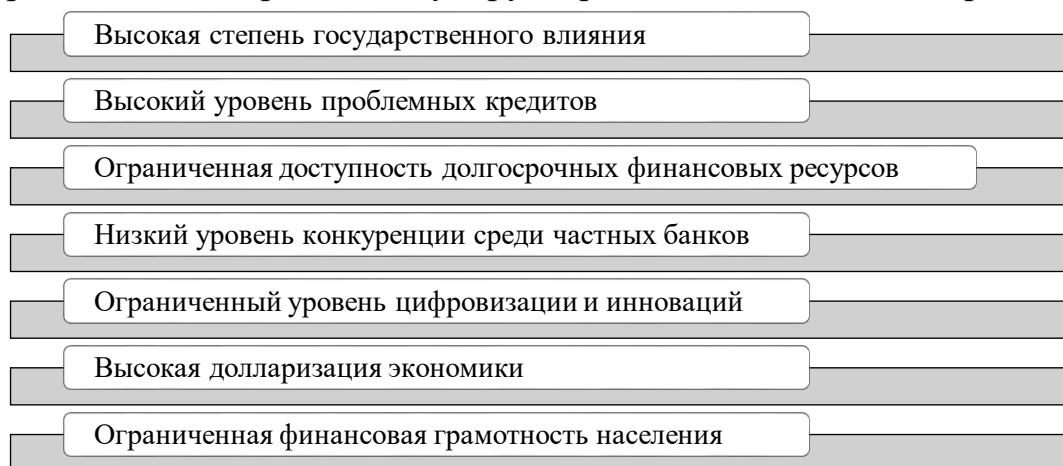 Высокая степень государственного влияния
Высокий уровень проблемных кредитов
Ограниченная доступность долгосрочных финансовых ресурсов
Низкий уровень конкуренции среди частных банков
Ограниченный уровень цифровизации и инноваций
Высокая долларизация экономики
Ограниченная финансовая грамотность населения